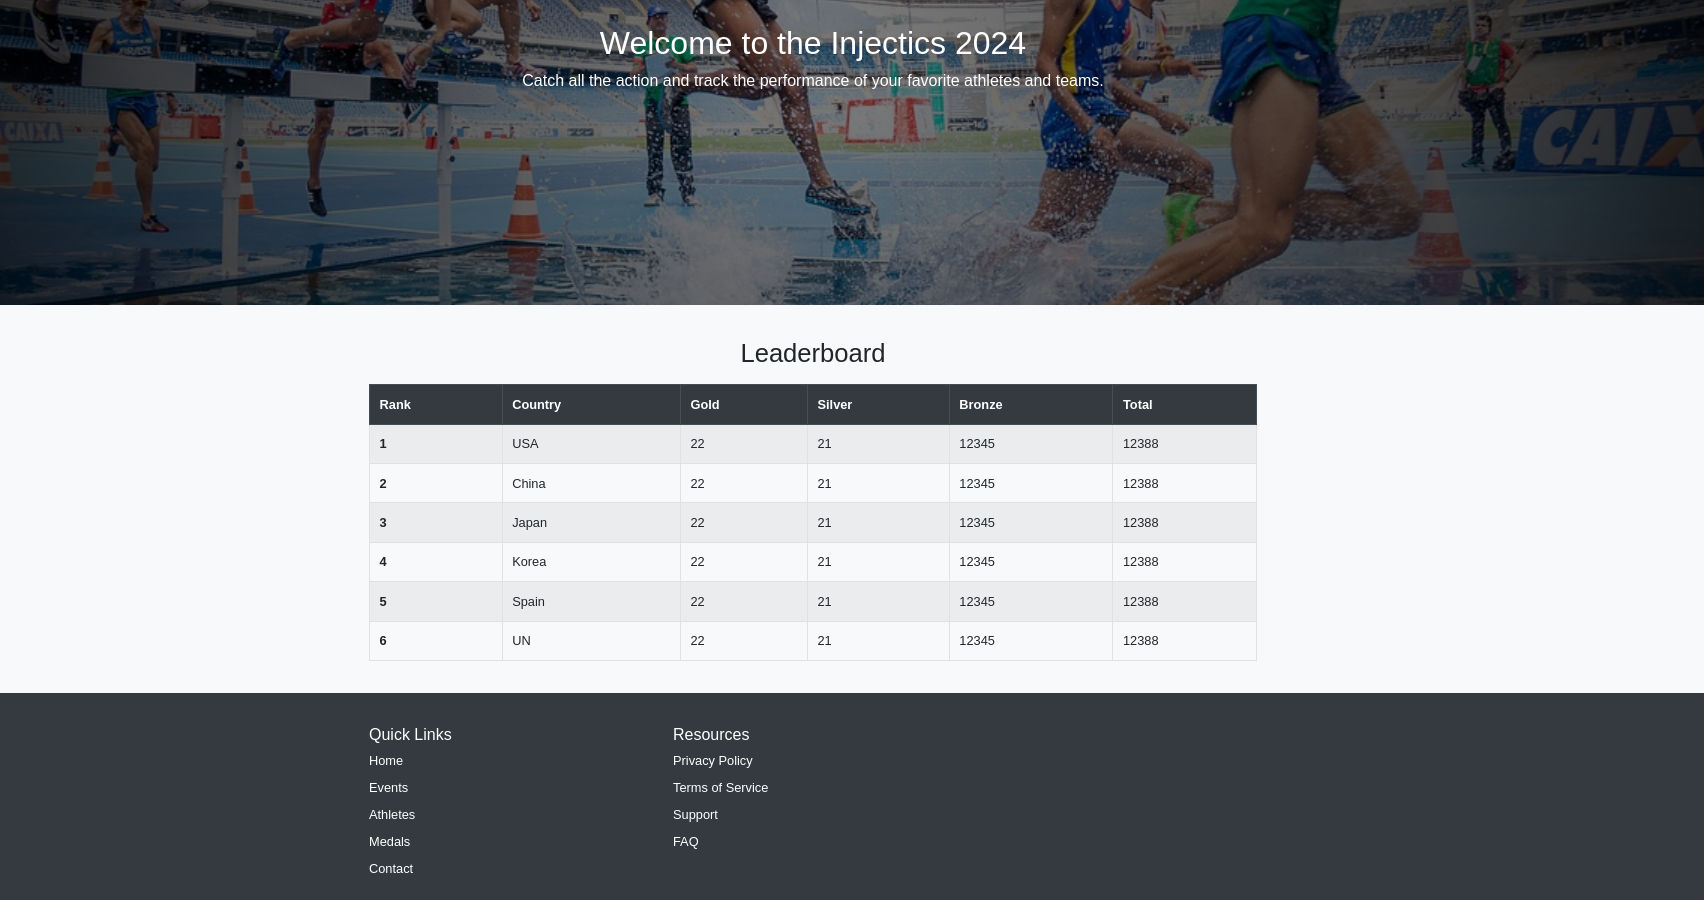 Welcome to the Injectics 2024
Catch all the action and track the performance of your favorite athletes and teams.
CAIXA
CAIX
Leaderboard
Rank Country Gold Silver Bronze Total
1 USA 22 21 12345 12388
2 China 22 21 12345 12388
3 Japan 22 21 12345 12388
4 Korea 22 21 12345 12388
5 Spain 22 21 12345 12388
6 UN 22 21 12345 12388
Quick Links
Home
Events
Athletes
Medals
Contact
Resources
Privacy Policy
Terms of Service
Support
FAQ